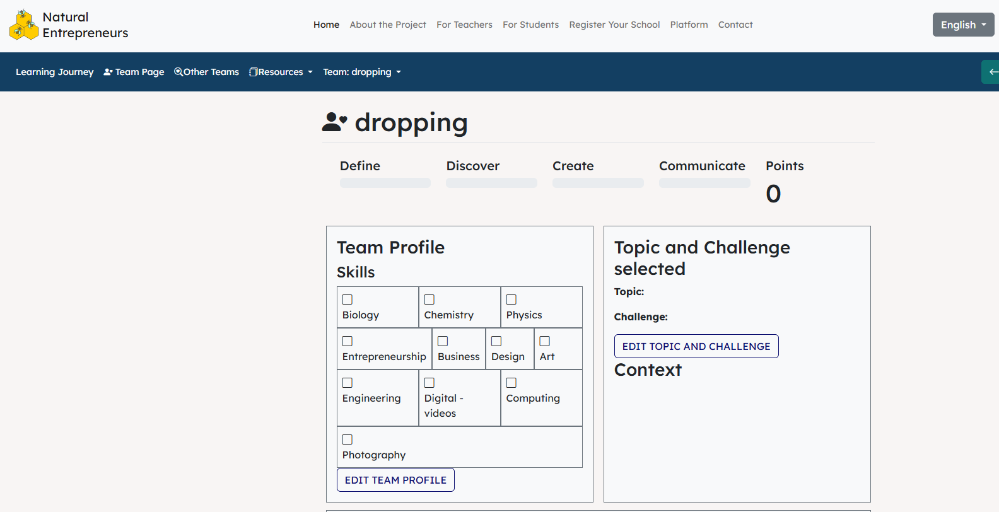 Natural
Entrepreneurs
Home About the Project For Teachers For Students Register Your School Platform Contact
English
Learning Journey Team Page Other Teams Resources Team: dropping
dropping
Define Discover Create Communicate Points
0
Team Profile
Skills
Biology Chemistry Physics
Entrepreneurship Business Design Art
Engineering Digital - videos Computing
Photography
EDIT TEAM PROFILE
Topic and Challenge
selected
Topic:
Challenge:
EDIT TOPIC AND CHALLENGE
Context